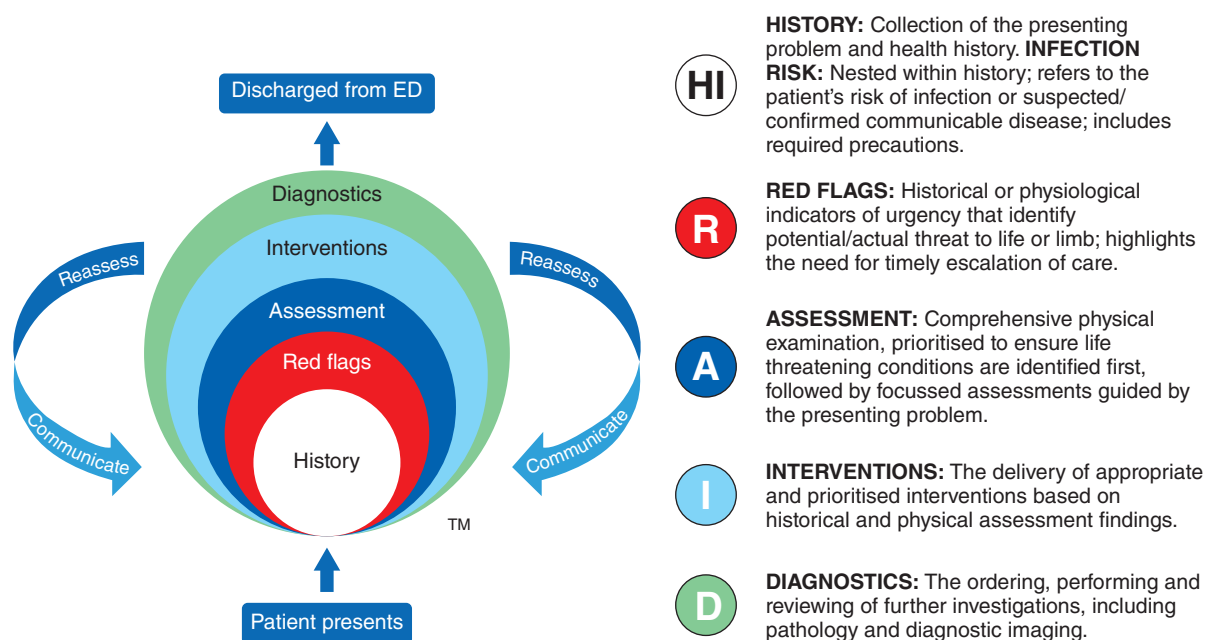 Discharged from ED
Diagnostics
Interventions
Assessment
Red flags
History
Reassess
Communicate
Reassess
Communicate
TM
Patient presents
HI
HISTORY: Collection of the presenting
problem and health history. INFECTION
RISK: Nested within history; refers to the
patient's risk of infection or suspected/
confirmed communicable disease; includes
required precautions.
R
RED FLAGS: Historical or physiological
indicators of urgency that identify
potential/actual threat to life or limb; highlights
the need for timely escalation of care.
A
ASSESSMENT: Comprehensive physical
examination, prioritised to ensure life
threatening conditions are identified first,
followed by focussed assessments guided by
the presenting problem.
I
INTERVENTIONS: The delivery of appropriate
and prioritised interventions based on
historical and physical assessment findings.
D
DIAGNOSTICS: The ordering, performing and
reviewing of further investigations, including
pathology and diagnostic imaging.